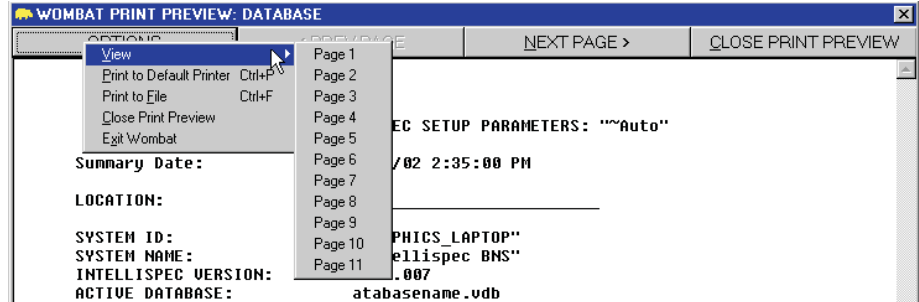 WOMBAT PRINT PREVIEW: DATABASE
OPTIONS < PREV PAGE NEXT PAGE > CLOSE PRINT PREVIEW
View
Print to Default Printer Ctrl+P
Print to File Ctrl+F
Close Print Preview
Exit Wombat
Page 1
Page 2
Page 3
Page 4
Page 5
Page 6
Page 7
Page 8
Page 9
Page 10
Page 11
EC SETUP PARAMETERS: "~Auto"
Summary Date: /02 2:35:00 PM
LOCATION:
SYSTEM ID: PHICS_LAPTOP"
SYSTEM NAME: ellispec BNS"
INTELLISPEC VERSION: .007
ACTIVE DATABASE: atabasename.vdb